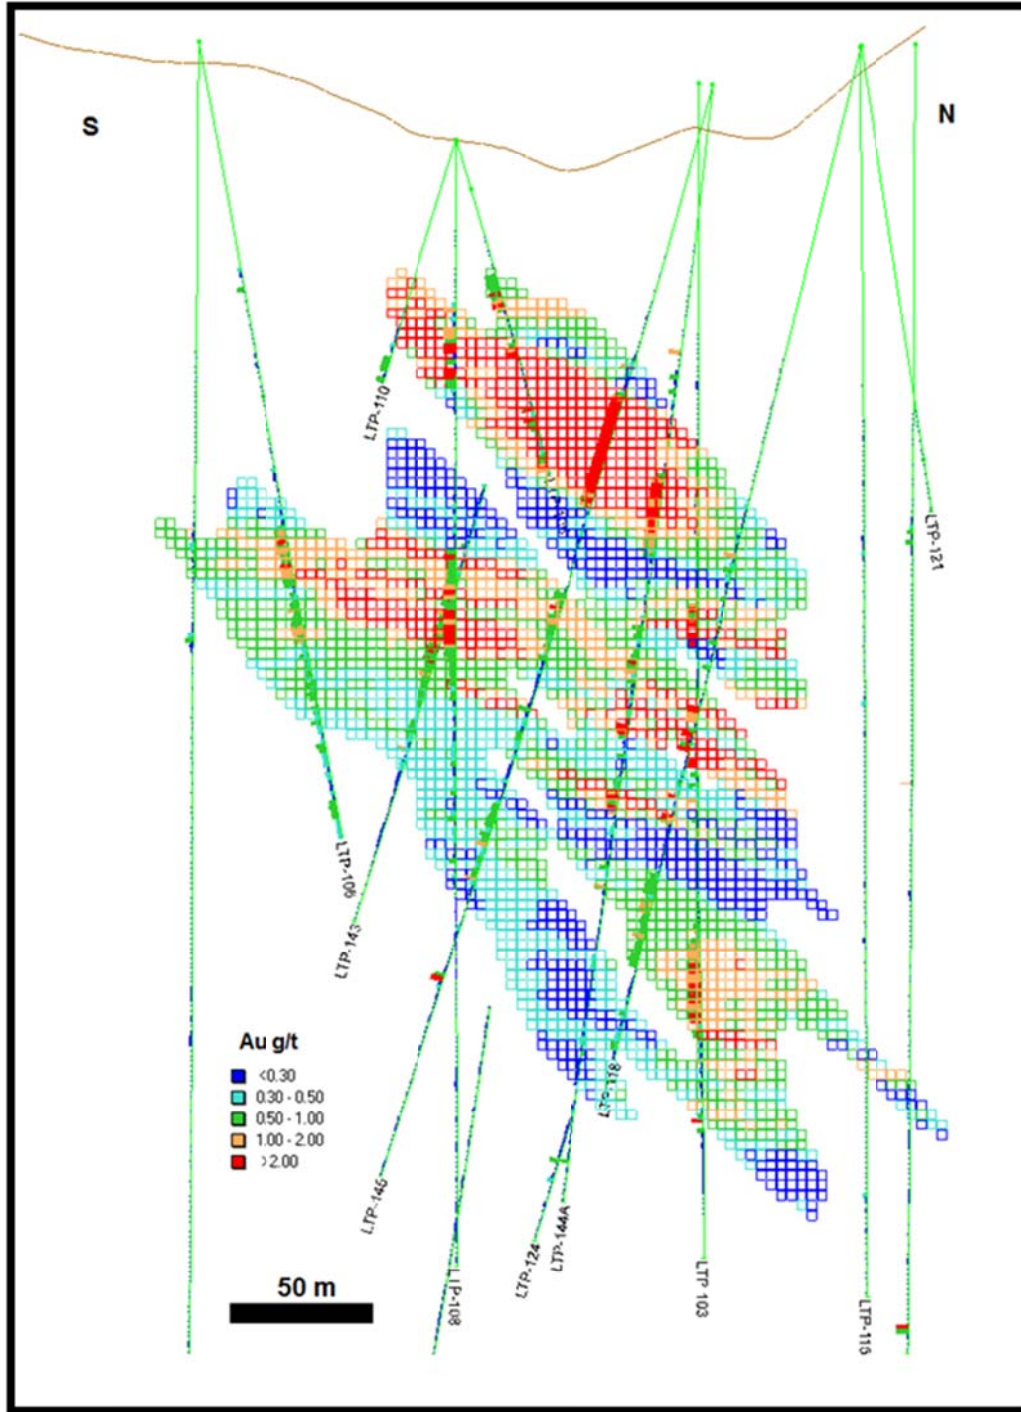 S
N
LTP-110
LTP-121
LTP-106
LTP-143
Au g/t
<0.30
0.30 - 0.50
0.50 - 1.00
1.00 - 2.00
>2.00
LTP-118
LTP-145
LTP-124
LTP-144A
50 m
LTP-108
LTP 103
LTP-115